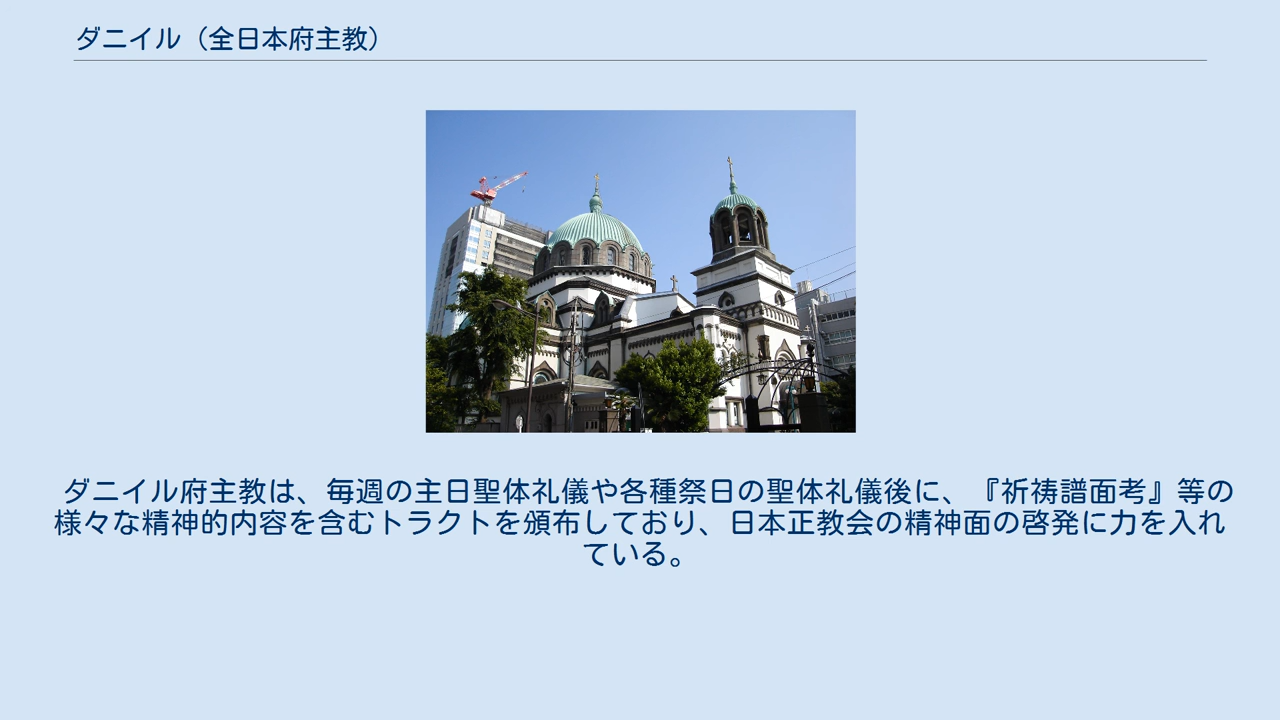 ダニイル（全日本府主教）
ダニイル府主教は、毎週の主日聖体礼儀や各種祭日の聖体礼儀後に、『祈祷譜面考』等の
様々な精神的内容を含むトラクトを頒布しており、日本正教会の精神面の啓発に力を入れ
ている。